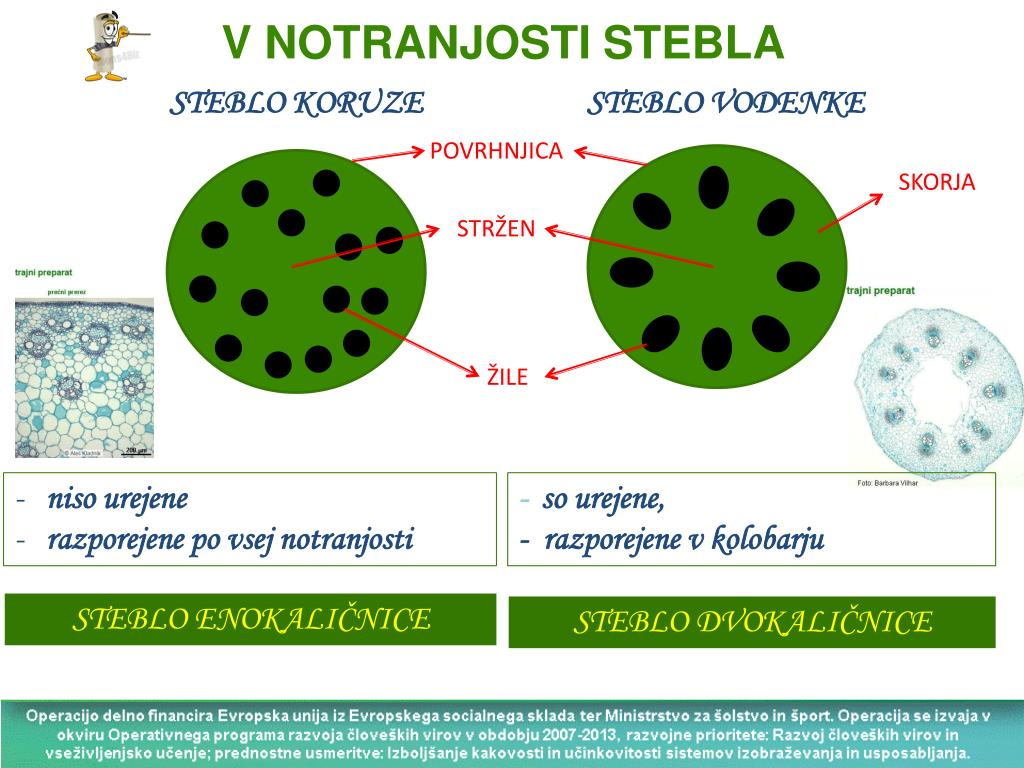 V NOTRANJOSTI STEBLA
STEBLO KORUZE
STEBLO VODENKE
POVRHNJICA
SKORJA
STRŽEN
trajni preparat
prečni prerez
trajni preparat
ŽILE
© Aleš Kladnik
200 µm
Foto: Barbara Vilhar
- niso urejene
- razporejene po vsej notranjosti
- so urejene,
- razporejene v kolobarju
STEBLO ENOKALIČNICE
STEBLO DVOKALIČNICE
Operacijo delno financira Evropska unija iz Evropskega socialnega sklada ter Ministrstvo za šolstvo in šport. Operacija se izvaja v
okviru Operativnega programa razvoja človeških virov v obdobju 2007-2013, razvojne prioritete: Razvoj človeških virov in
vseživljenjsko učenje; prednostne usmeritve: Izboljšanje kakovosti in učinkovitosti sistemov izobraževanja in usposabljanja.